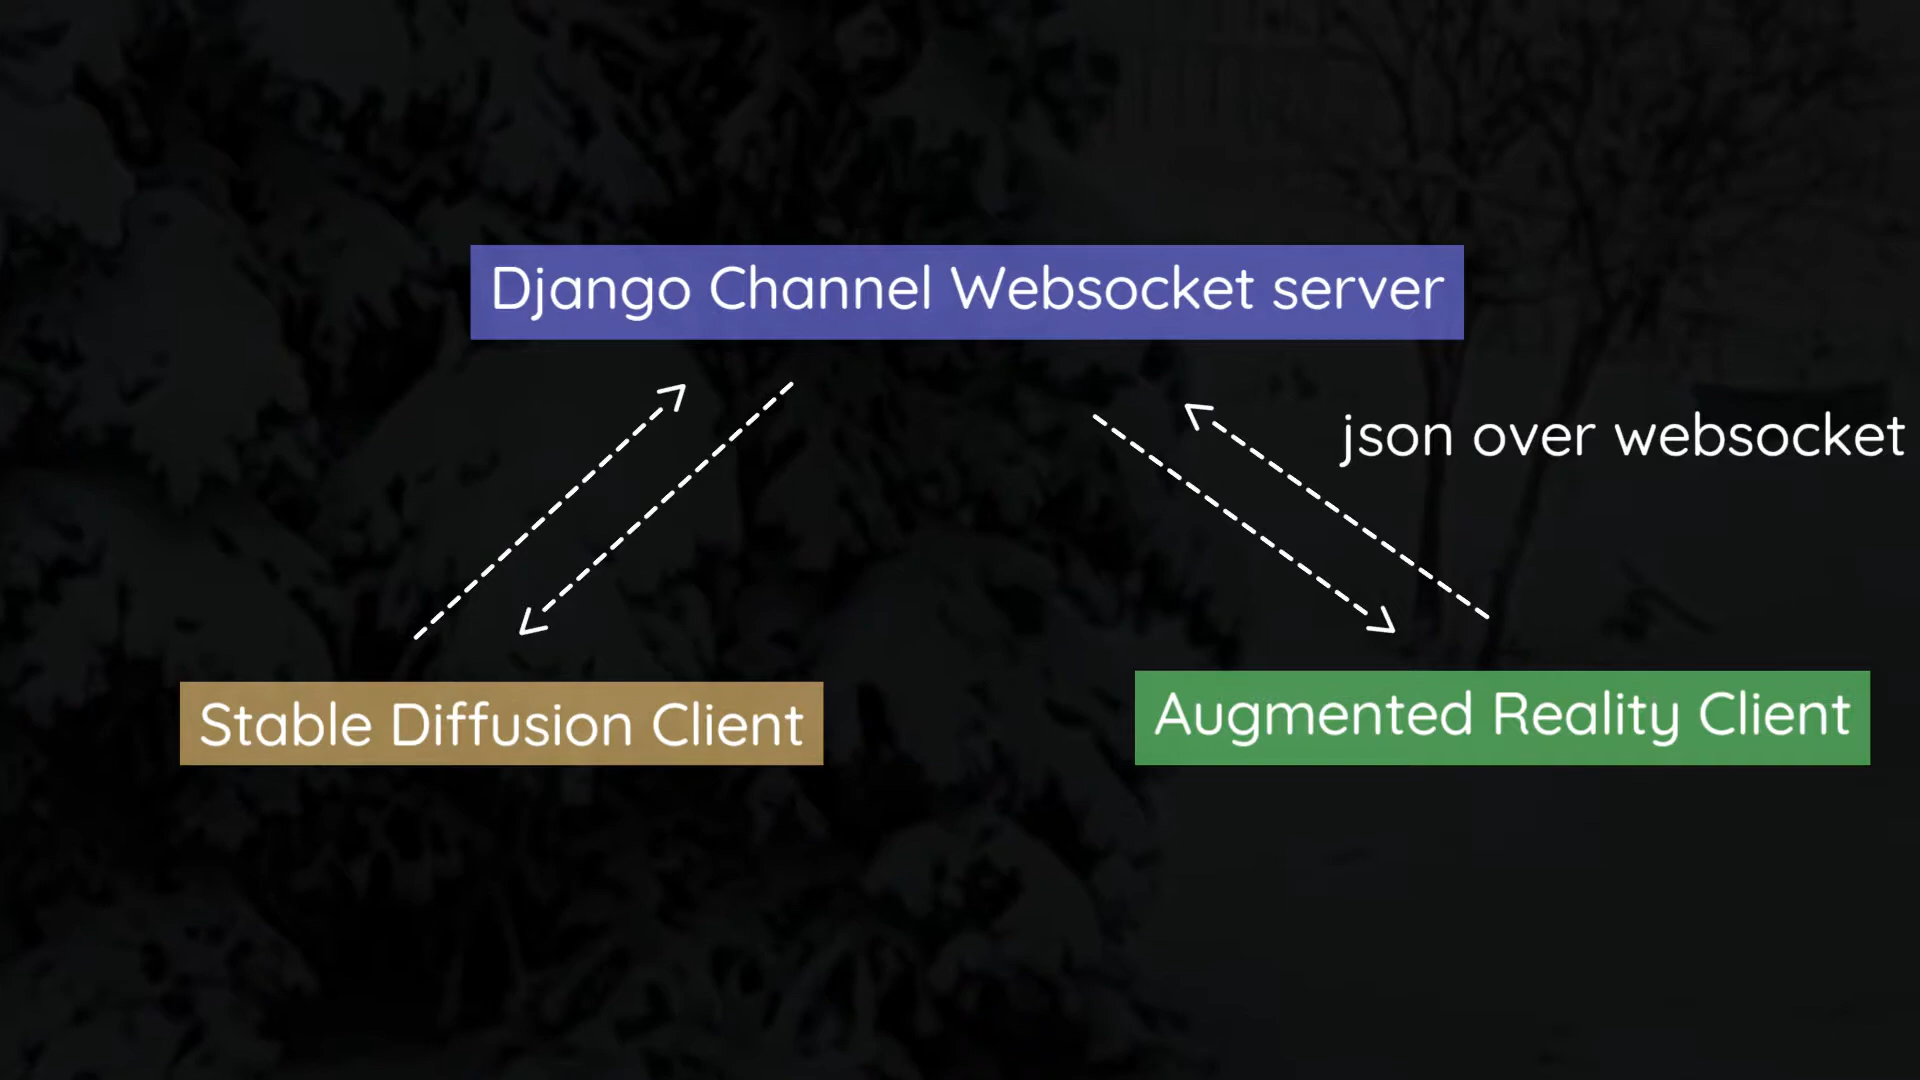 Django Channel Websocket server
json over websocket
Stable Diffusion Client
Augmented Reality Client